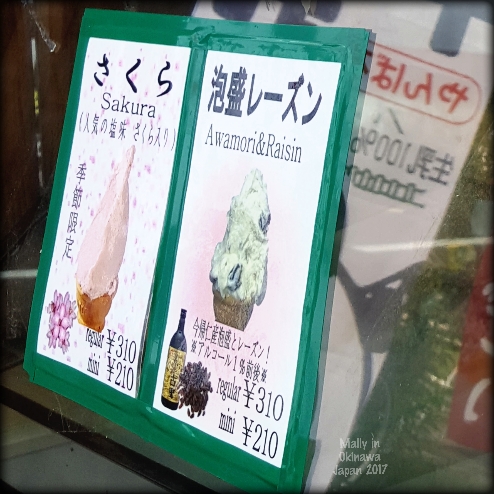 さくら
Sakura
(人気の塩味 さくら入り)
季節限定
regular ¥310
mini ¥210
泡盛レーズン
Awamori&Raisin
今帰仁産泡盛とレーズン!
※アルコール1%前後※
regular ¥310
mini ¥210
Mally in
Okinawa
Japan 2017